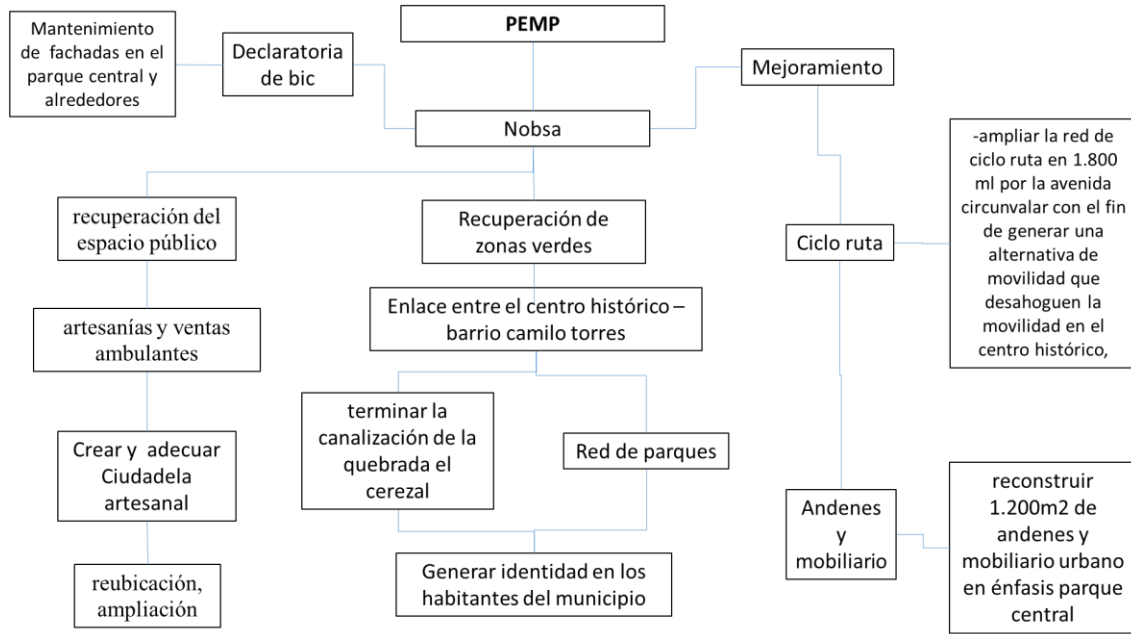 PEMP
Mantenimiento
de fachadas en el
parque central y
alrededores
Declaratoria
de bic
Mejoramiento
Nobsa
recuperación del
espacio público
Recuperación de
zonas verdes
Ciclo ruta
-ampliar la red de
ciclo ruta en 1.800
ml por la avenida
circunvalar con el fin
de generar una
alternativa de
movilidad que
desahoguen la
movilidad en el
centro histórico,
artesanías y ventas
ambulantes
Enlace entre el centro histórico –
barrio camilo torres
Crear y adecuar
Ciudadela
artesanal
terminar la
canalización de la
quebrada el
cerezal
Red de parques
Andenes
y
mobiliario
reconstruir
1.200m2 de
andenes y
mobiliario urbano
en énfasis parque
central
reubicación,
ampliación
Generar identidad en los
habitantes del municipio